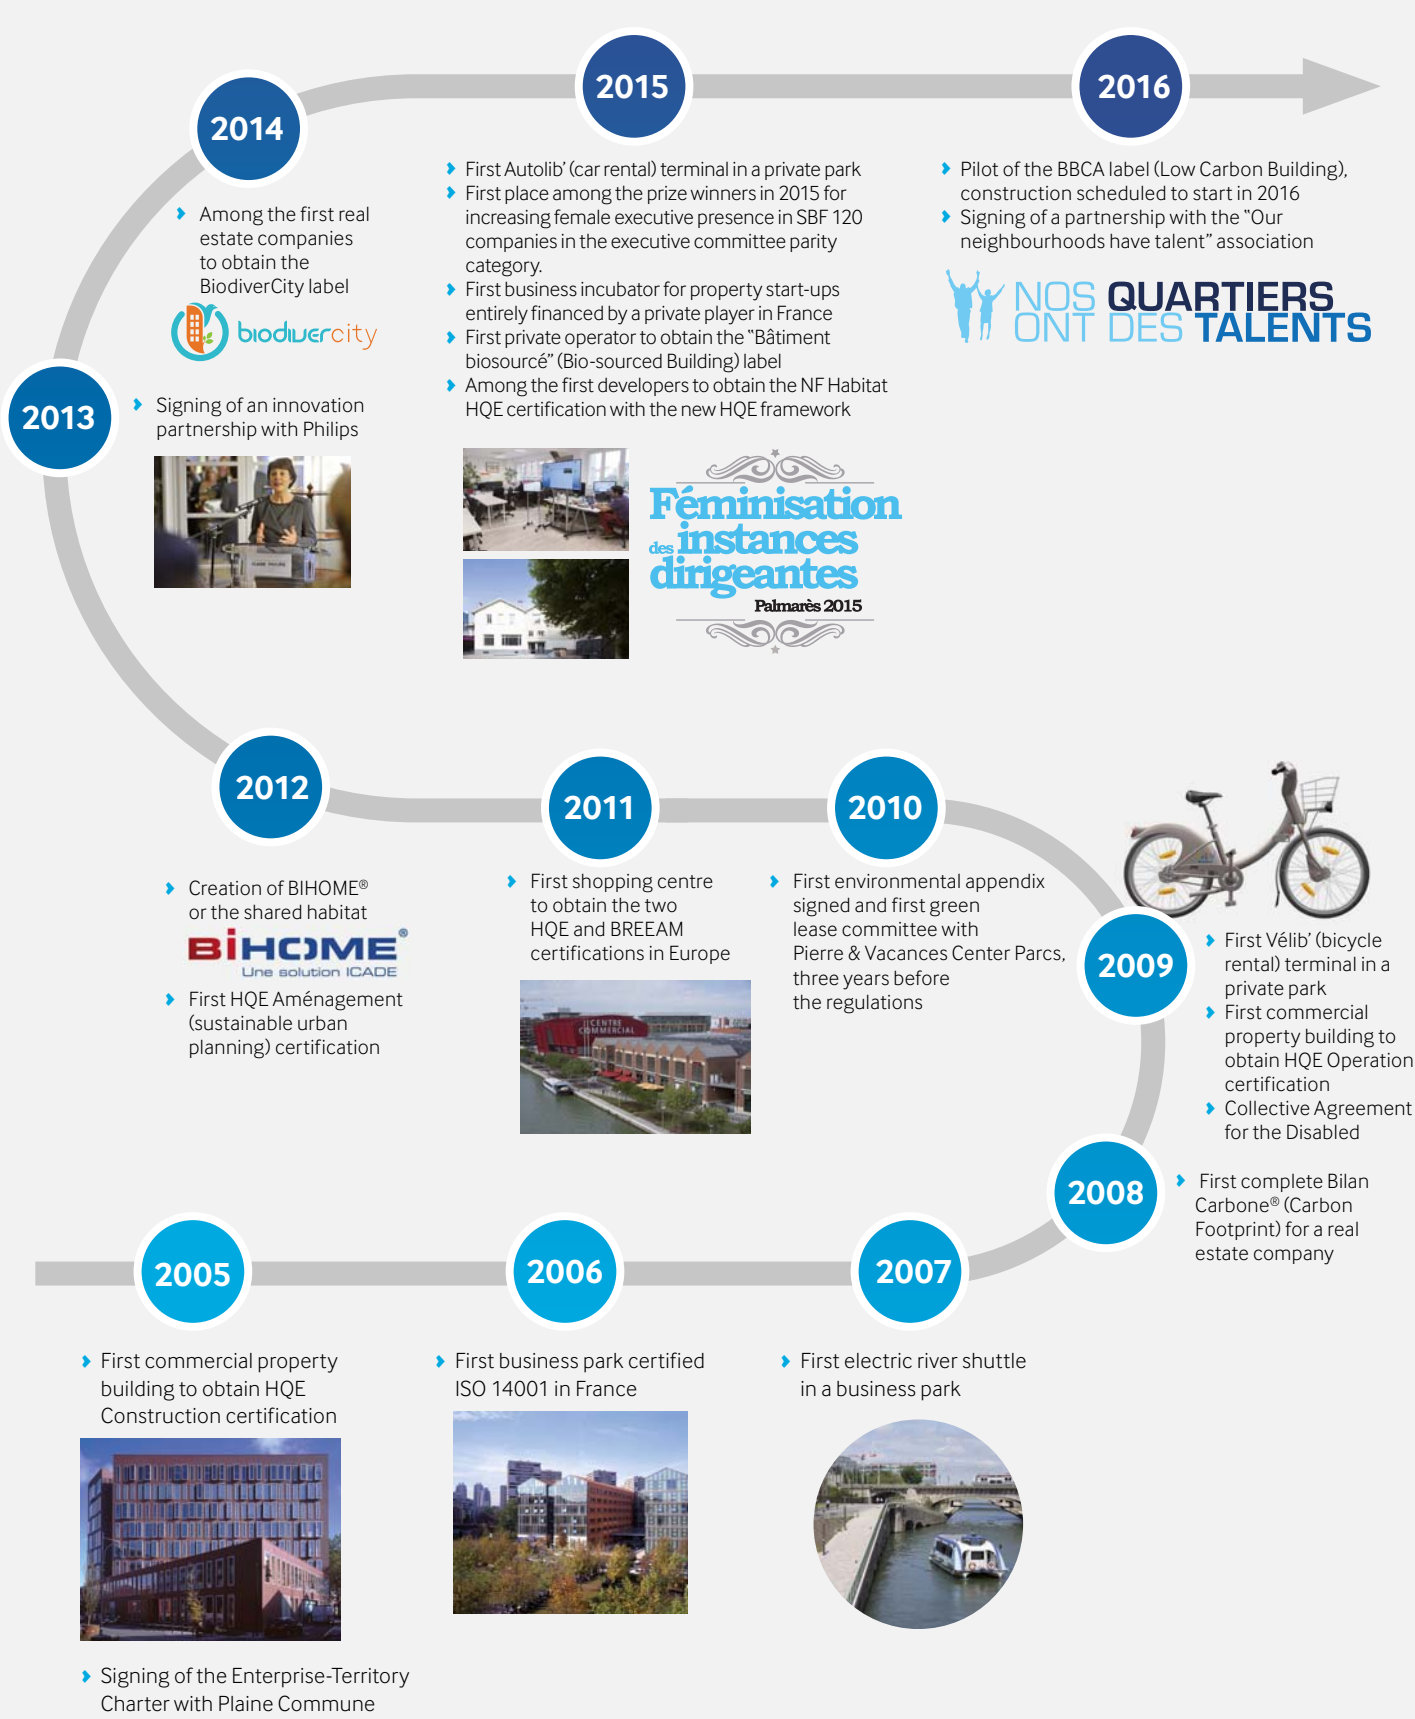 2014
2015
2016
Among the first real
estate companies
to obtain the
BiodiverCity label
biodivercity
First Autolib’ (car rental) terminal in a private park
First place among the prize winners in 2015 for
increasing female executive presence in SBF 120
companies in the executive committee parity
category.
First business incubator for property start-ups
entirely financed by a private player in France
First private operator to obtain the "Bâtiment
biosourcé” (Bio-sourced Building) label
Among the first developers to obtain the NF Habitat
HQE certification with the new HQE framework
Féminisation
des instances
dirigeantes
Palmarès 2015
Pilot of the BBCA label (Low Carbon Building),
construction scheduled to start in 2016
Signing of a partnership with the "Our
neighbourhoods have talent” association
NOS QUARTIERS
ONT DES TALENTS
2013
Signing of an innovation
partnership with Philips
2012
2011
2010
Creation of BIHOME®
or the shared habitat
BiHOME®
Une solution ICADE
First HQE Aménagement
(sustainable urban
planning) certification
First shopping centre
to obtain the two
HQE and BREEAM
certifications in Europe
CENTRE
COMMERCIAL
First environmental appendix
signed and first green
lease committee with
Pierre & Vacances Center Parcs,
three years before
the regulations
2009
First Vélib’ (bicycle
rental) terminal in a
private park
First commercial
property building to
obtain HQE Operation
certification
Collective Agreement
for the Disabled
2008
First complete Bilan
Carbone® (Carbon
Footprint) for a real
estate company
2005
2006
2007
First commercial property
building to obtain HQE
Construction certification
Signing of the Enterprise-Territory
Charter with Plaine Commune
First business park certified
ISO 14001 in France
First electric river shuttle
in a business park